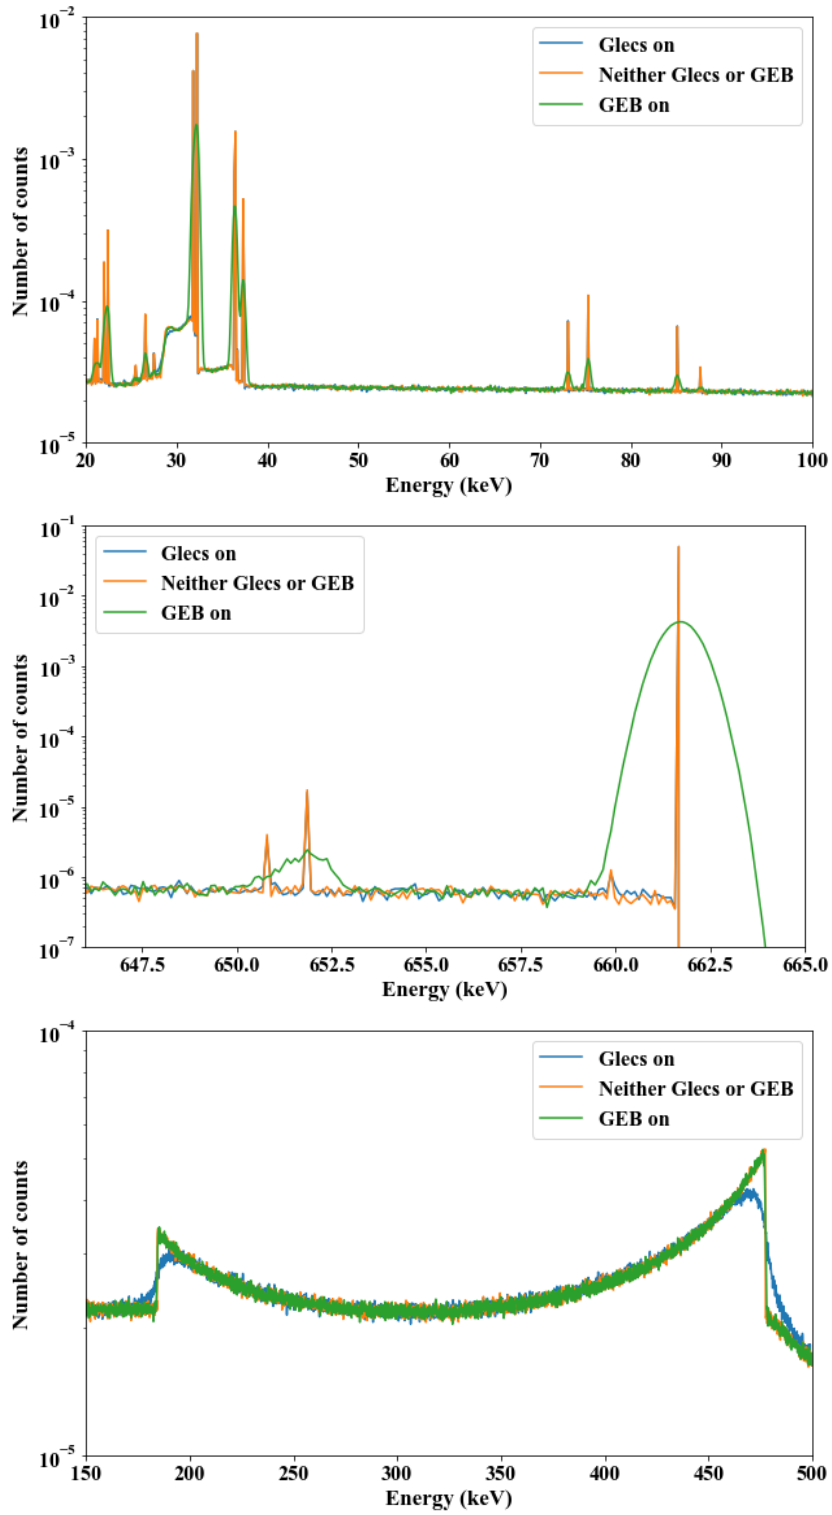 10⁻²
10⁻³
10⁻⁴
10⁻⁵
Number of counts
Glecs on
Neither Glecs or GEB
GEB on
20 30 40 50 60 70 80 90 100
Energy (keV)
10⁻¹
10⁻²
10⁻³
10⁻⁴
10⁻⁵
10⁻⁶
10⁻⁷
Number of counts
Glecs on
Neither Glecs or GEB
GEB on
647.5 650.0 652.5 655.0 657.5 660.0 662.5 665.0
Energy (keV)
10⁻⁴
10⁻⁵
Number of counts
Glecs on
Neither Glecs or GEB
GEB on
150 200 250 300 350 400 450 500
Energy (keV)